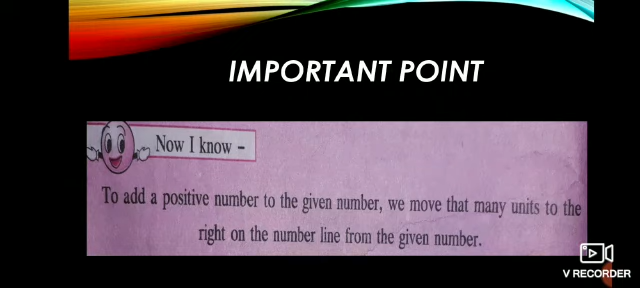 IMPORTANT POINT
Now I know -
To add a positive number to the given number, we move that many units to the
right on the number line from the given number.
V RECORDER